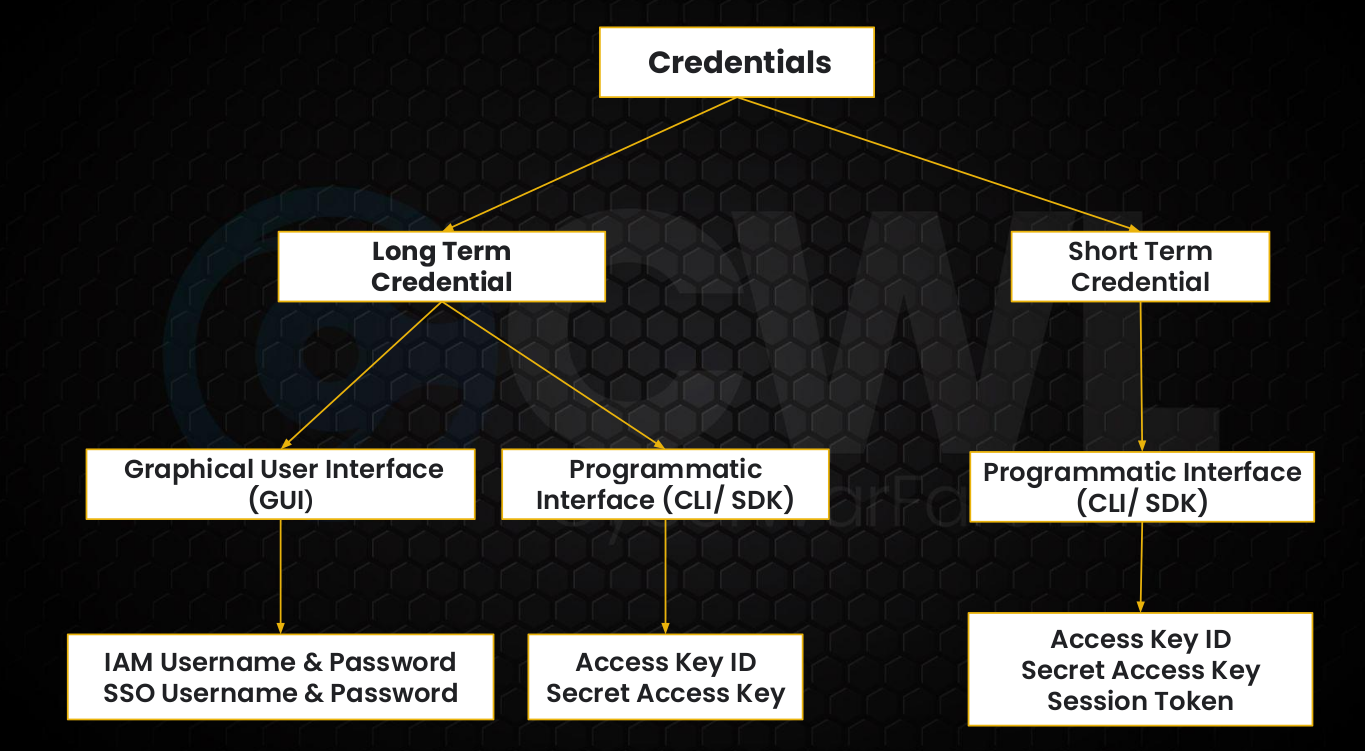 Credentials
Long Term
Credential
Short Term
Credential
Graphical User Interface
(GUI)
Programmatic
Interface (CLI/ SDK)
Programmatic Interface
(CLI/ SDK)
IAM Username & Password
SSO Username & Password
Access Key ID
Secret Access Key
Access Key ID
Secret Access Key
Session Token
CWL